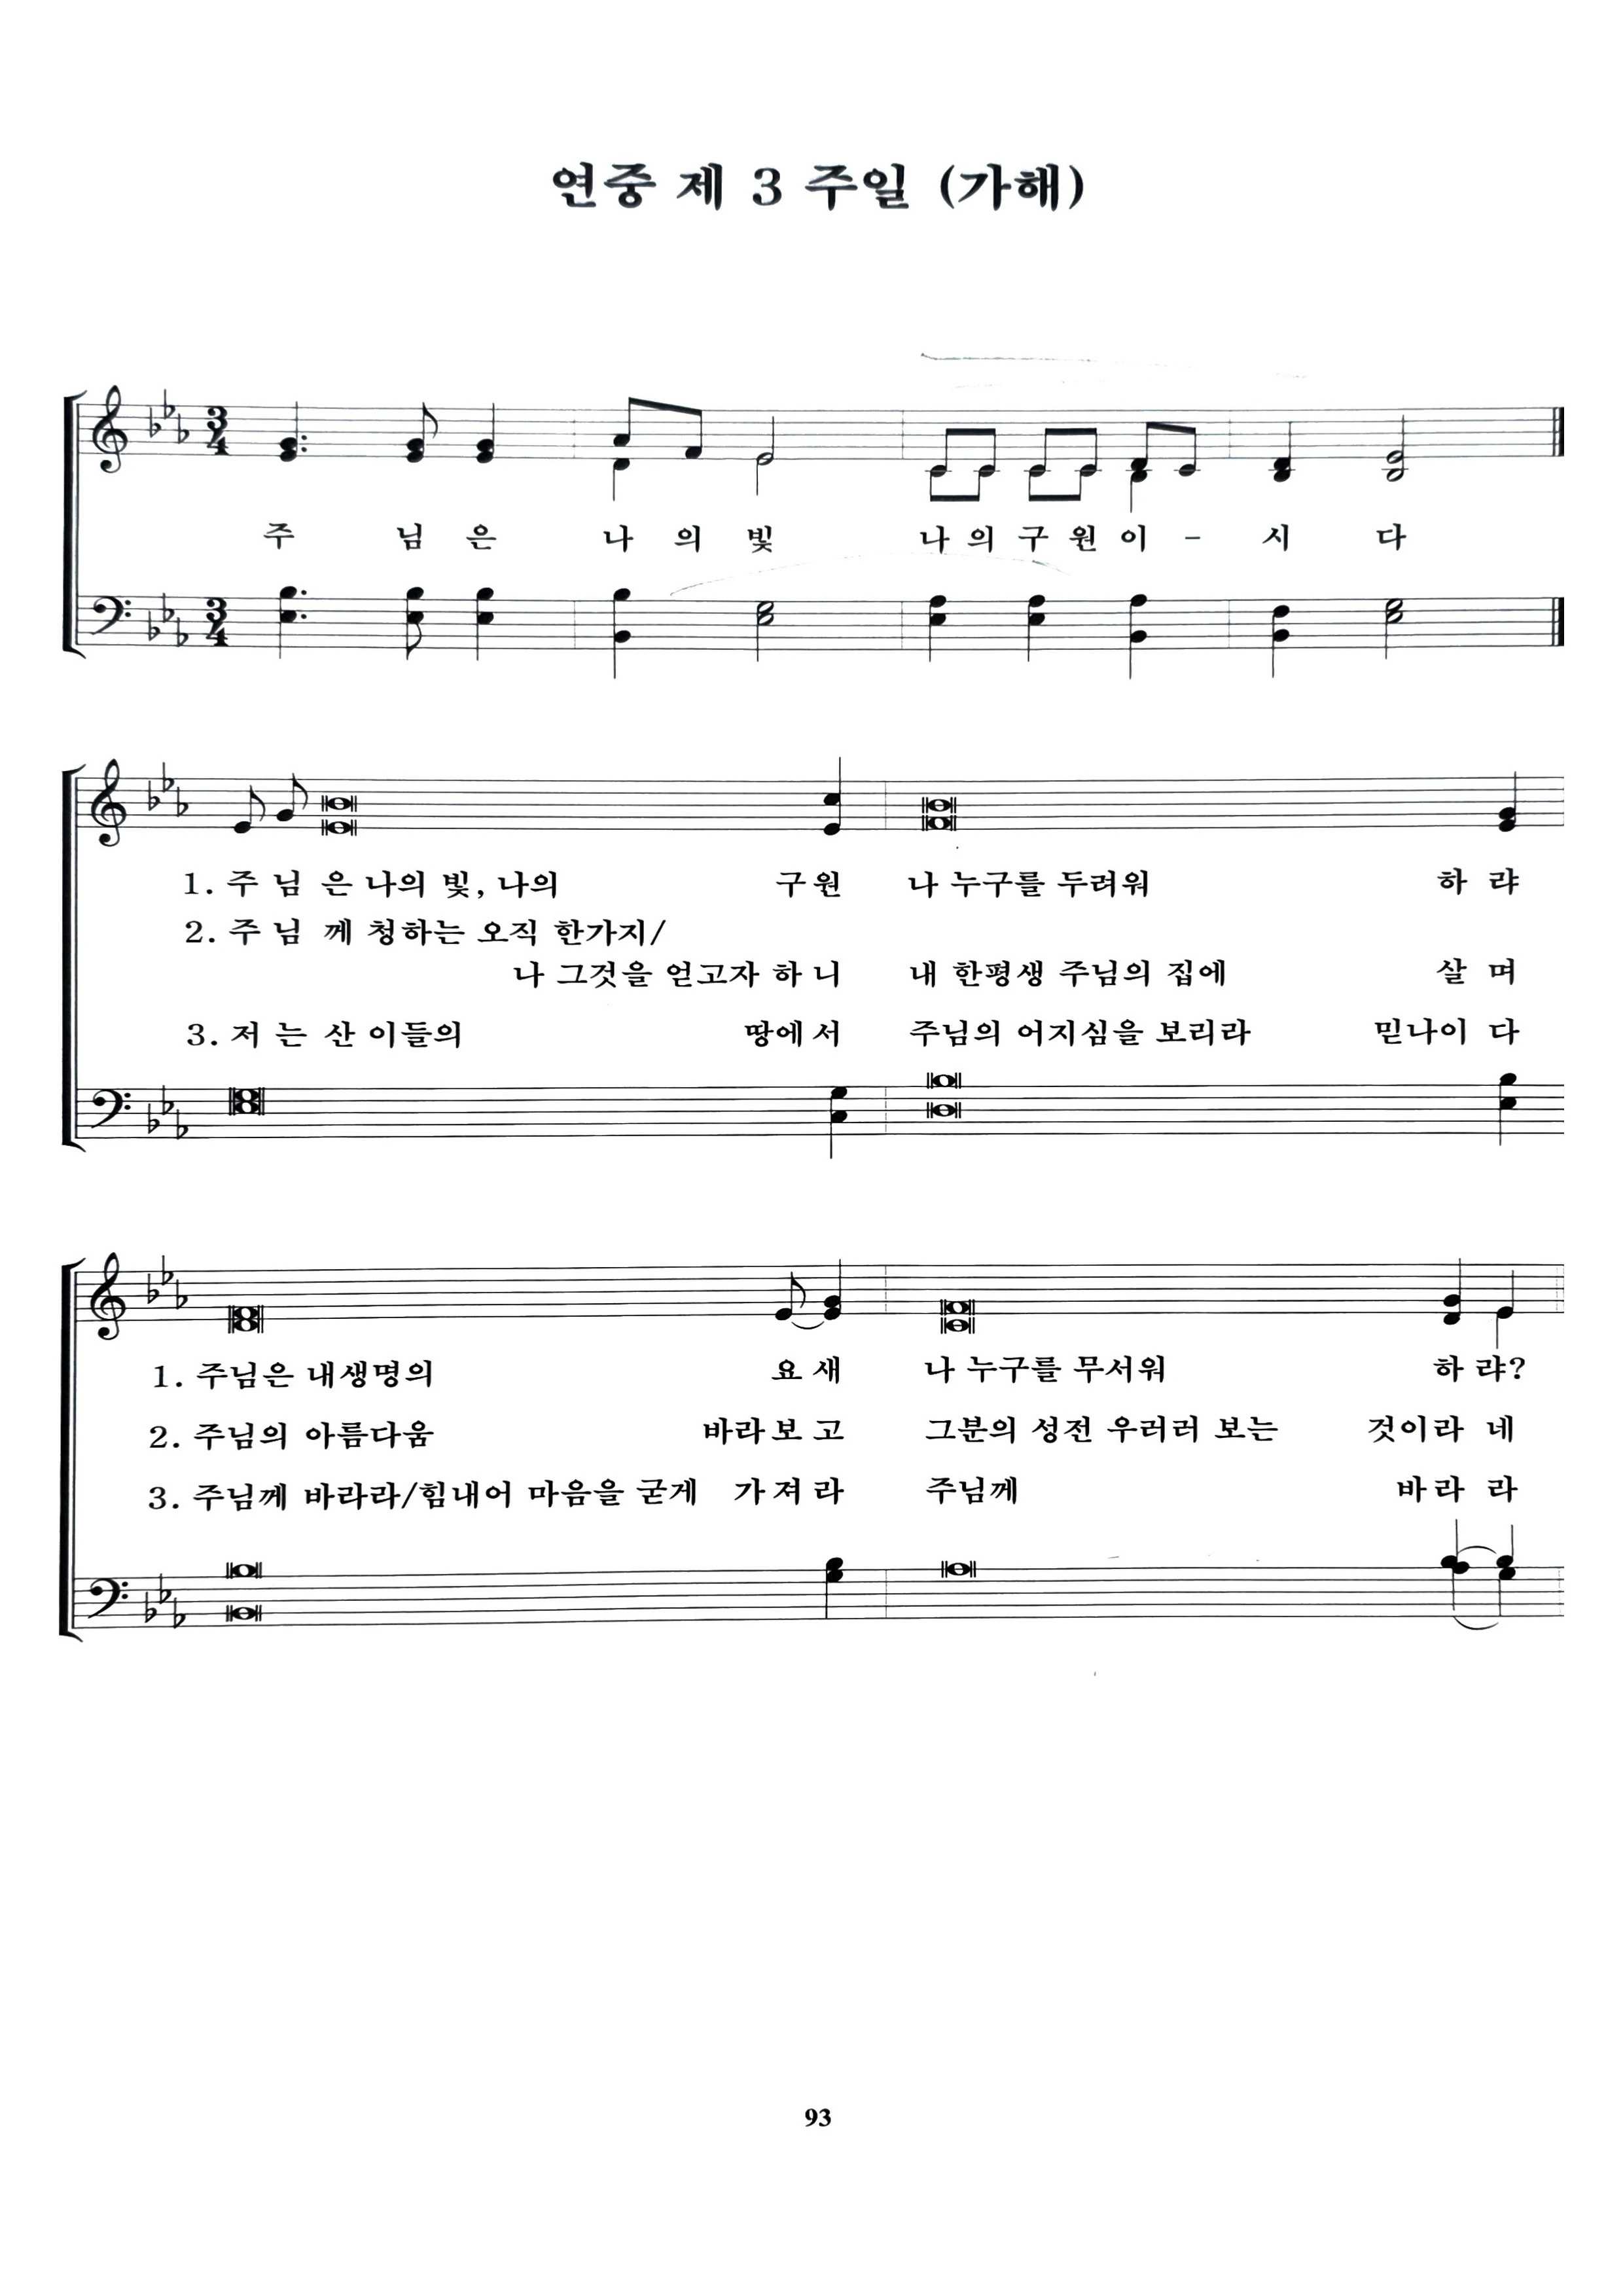 연중 제 3 주일 (가해)
3
4
주 님 은 나 의 빛 나 의 구 원 이 - 시 다
3
4
1. 주 님 은 나의 빛, 나의 구 원 나 누구를 두려워 하 랴
2. 주 님 께 청하는 오직 한가지/
나 그것을 얻고자 하 니 내 한평생 주님의 집에 살 며
3. 저 는 산 이들의 땅에 서 주님의 어지심을 보리라 믿나이 다
1. 주님은 내생명의 요 새 나 누구를 무서워 하 랴?
2. 주님의 아름다움 바라 보 고 그분의 성전 우러러 보는 것이라 네
3. 주님께 바라라/힘내어 마음을 굳게 가 져 라 주님께 바라 라
93